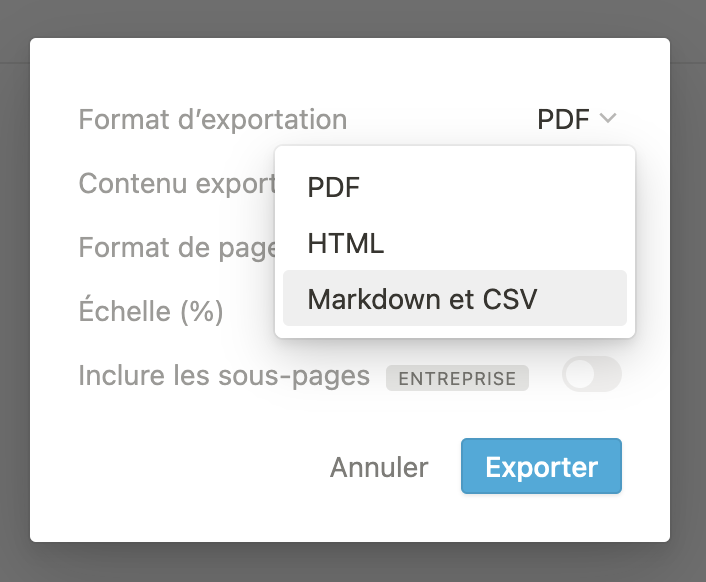 Format d’exportation PDF
Contenu export
PDF
HTML
Format de page
Markdown et CSV
Échelle (%)
Inclure les sous-pages ENTREPRISE
Annuler Exporter